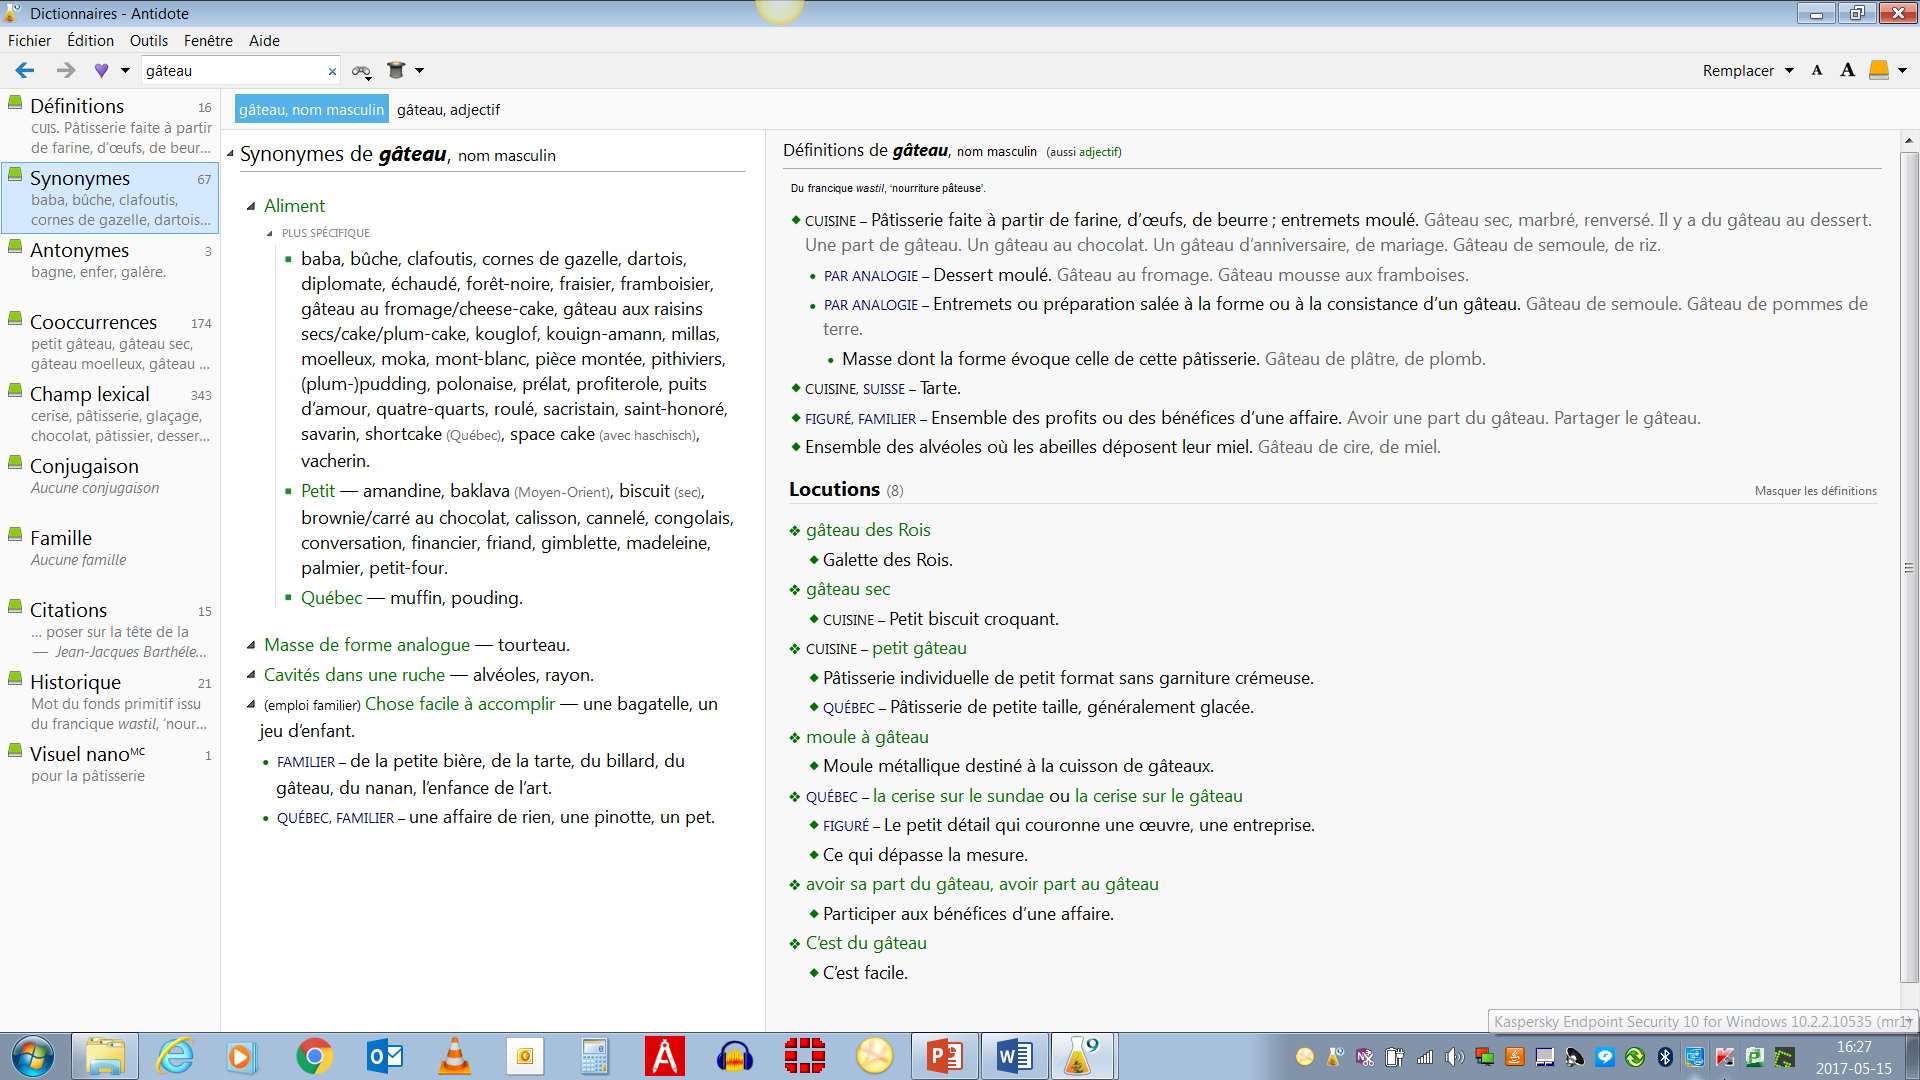 Dictionnaires - Antidote
Fichier Édition Outils Fenêtre Aide
gâteau
Remplacer A A
Définitions 16
CUIS. Pâtisserie faite à partir
de farine, d’œufs, de beur...
Synonymes 67
baba, bûche, clafoutis,
cornes de gazelle, dartois...
Antonymes 3
bagne, enfer, galère.
Cooccurrences 174
petit gâteau, gâteau sec,
gâteau moelleux, gâteau ...
Champ lexical 343
cerise, pâtisserie, glaçage,
chocolat, pâtissier, desser...
Conjugaison
Aucune conjugaison
Famille
Aucune famille
Citations 15
... poser sur la tête de la
— Jean-Jacques Barthéle...
Historique 21
Mot du fonds primitif issu
du francique wastil, ‘nour...
Visuel nanoᴹᶜ 1
pour la pâtisserie
gâteau, nom masculin gâteau, adjectif
Synonymes de gâteau, nom masculin
Aliment
PLUS SPÉCIFIQUE
baba, bûche, clafoutis, cornes de gazelle, dartois,
diplomate, échaudé, forêt-noire, fraisier, framboisier,
gâteau au fromage/cheese-cake, gâteau aux raisins
secs/cake/plum-cake, kouglof, kouign-amann, millas,
moelleux, moka, mont-blanc, pièce montée, pithiviers,
(plum-)pudding, polonaise, prélat, profiterole, puits
d’amour, quatre-quarts, roulé, sacristain, saint-honoré,
savarin, shortcake (Québec), space cake (avec haschisch),
vacherin.
Petit — amandine, baklava (Moyen-Orient), biscuit (sec),
brownie/carré au chocolat, calisson, cannelé, congolais,
conversation, financier, friand, gimblette, madeleine,
palmier, petit-four.
Québec — muffin, pouding.
Masse de forme analogue — tourteau.
Cavités dans une ruche — alvéoles, rayon.
(emploi familier) Chose facile à accomplir — une bagatelle, un
jeu d’enfant.
FAMILIER – de la petite bière, de la tarte, du billard, du
gâteau, du nanan, l’enfance de l’art.
QUÉBEC, FAMILIER – une affaire de rien, une pinotte, un pet.
Définitions de gâteau, nom masculin (aussi adjectif)
Du francique wastil, ‘nourriture pâteuse’.
CUISINE – Pâtisserie faite à partir de farine, d’œufs, de beurre ; entremets moulé. Gâteau sec, marbré, renversé. Il y a du gâteau au dessert.
Une part de gâteau. Un gâteau au chocolat. Un gâteau d’anniversaire, de mariage. Gâteau de semoule, de riz.
PAR ANALOGIE – Dessert moulé. Gâteau au fromage. Gâteau mousse aux framboises.
PAR ANALOGIE – Entremets ou préparation salée à la forme ou à la consistance d’un gâteau. Gâteau de semoule. Gâteau de pommes de
terre.
Masse dont la forme évoque celle de cette pâtisserie. Gâteau de plâtre, de plomb.
CUISINE, SUISSE – Tarte.
FIGURÉ, FAMILIER – Ensemble des profits ou des bénéfices d’une affaire. Avoir une part du gâteau. Partager le gâteau.
Ensemble des alvéoles où les abeilles déposent leur miel. Gâteau de cire, de miel.
Locutions (8) Masquer les définitions
gâteau des Rois
Galette des Rois.
gâteau sec
CUISINE – Petit biscuit croquant.
CUISINE – petit gâteau
Pâtisserie individuelle de petit format sans garniture crémeuse.
QUÉBEC – Pâtisserie de petite taille, généralement glacée.
moule à gâteau
Moule métallique destiné à la cuisson de gâteaux.
QUÉBEC – la cerise sur le sundae ou la cerise sur le gâteau
FIGURÉ – Le petit détail qui couronne une œuvre, une entreprise.
Ce qui dépasse la mesure.
avoir sa part du gâteau, avoir part au gâteau
Participer aux bénéfices d’une affaire.
C’est du gâteau
C’est facile.
Kaspersky Endpoint Security 10 for Windows 10.2.2.10535 (mr1)
16:27
2017-05-15